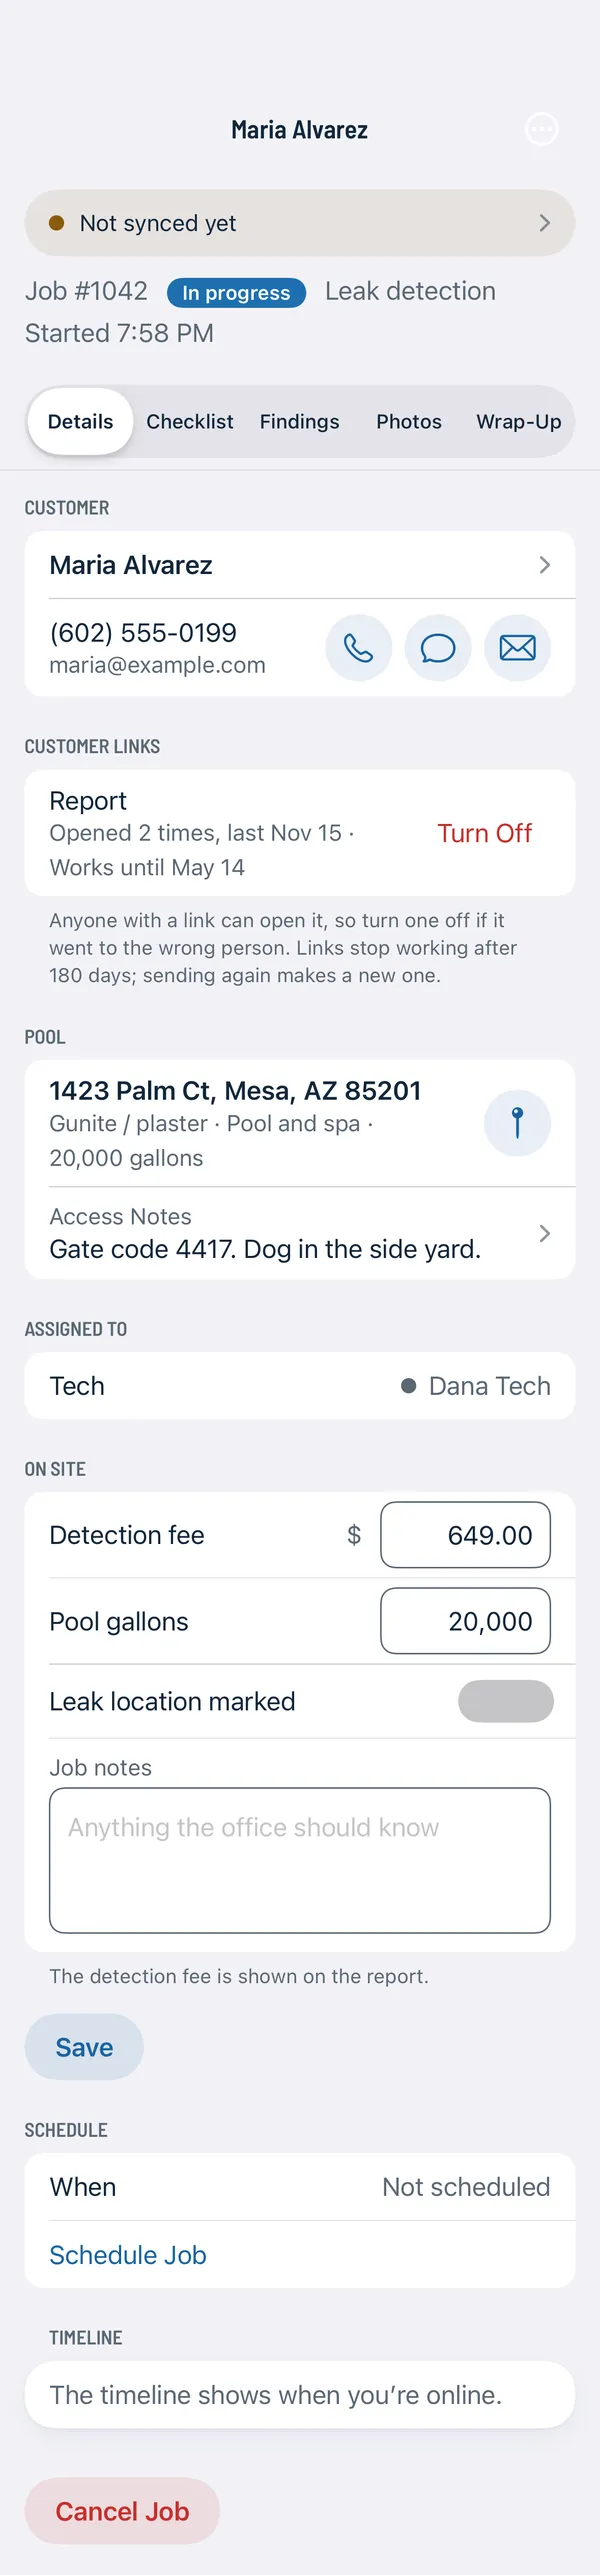 Maria Alvarez
Not synced yet
Job #1042 In progress Leak detection
Started 7:58 PM
Details Checklist Findings Photos Wrap-Up
CUSTOMER
Maria Alvarez
(602) 555-0199
maria@example.com
CUSTOMER LINKS
Report
Opened 2 times, last Nov 15 ·
Works until May 14
Turn Off
Anyone with a link can open it, so turn one off if it
went to the wrong person. Links stop working after
180 days; sending again makes a new one.
POOL
1423 Palm Ct, Mesa, AZ 85201
Gunite / plaster · Pool and spa ·
20,000 gallons
Access Notes
Gate code 4417. Dog in the side yard.
ASSIGNED TO
Tech Dana Tech
ON SITE
Detection fee $ 649.00
Pool gallons 20,000
Leak location marked
Job notes
Anything the office should know
The detection fee is shown on the report.
Save
SCHEDULE
When Not scheduled
Schedule Job
TIMELINE
The timeline shows when you’re online.
Cancel Job